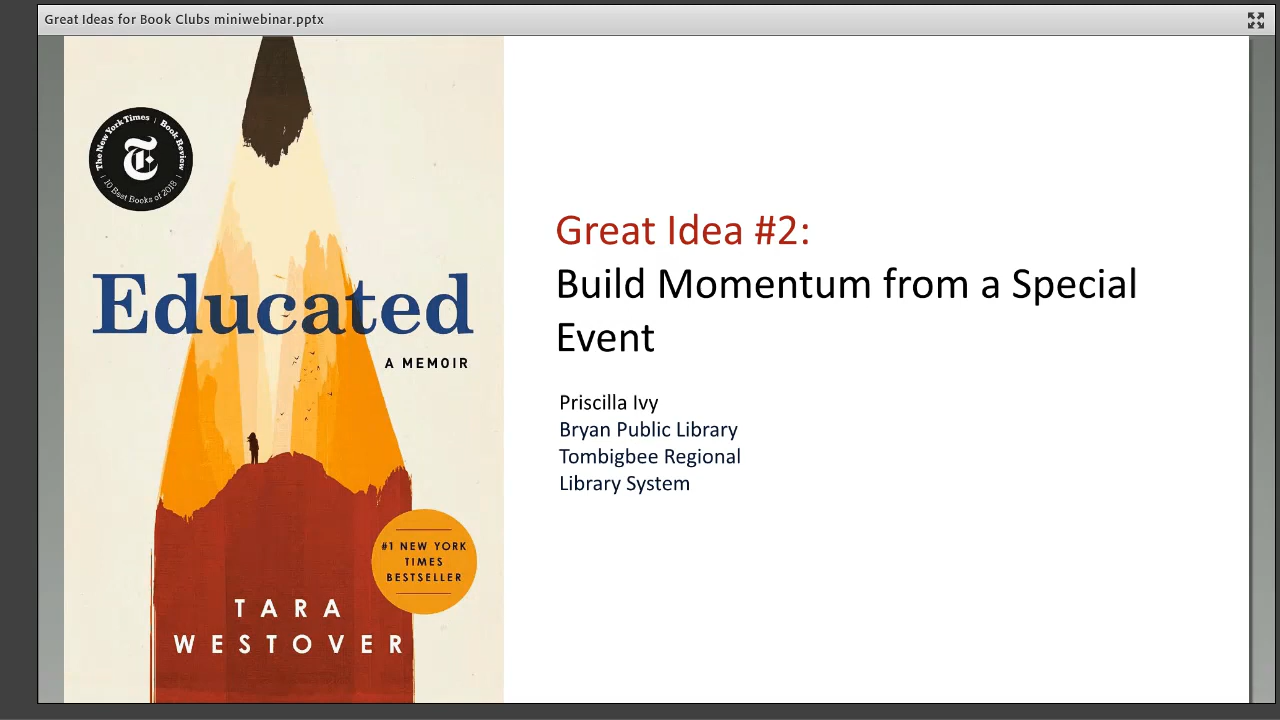 Great Ideas for Book Clubs miniwebinar.pptx
The New York Times | Book Review
T
| 10 Best Books of 2018 |
Educated
A MEMOIR
#1 NEW YORK
TIMES
BESTSELLER
TARA
WESTOVER
Great Idea #2:
Build Momentum from a Special
Event
Priscilla Ivy
Bryan Public Library
Tombigbee Regional
Library System